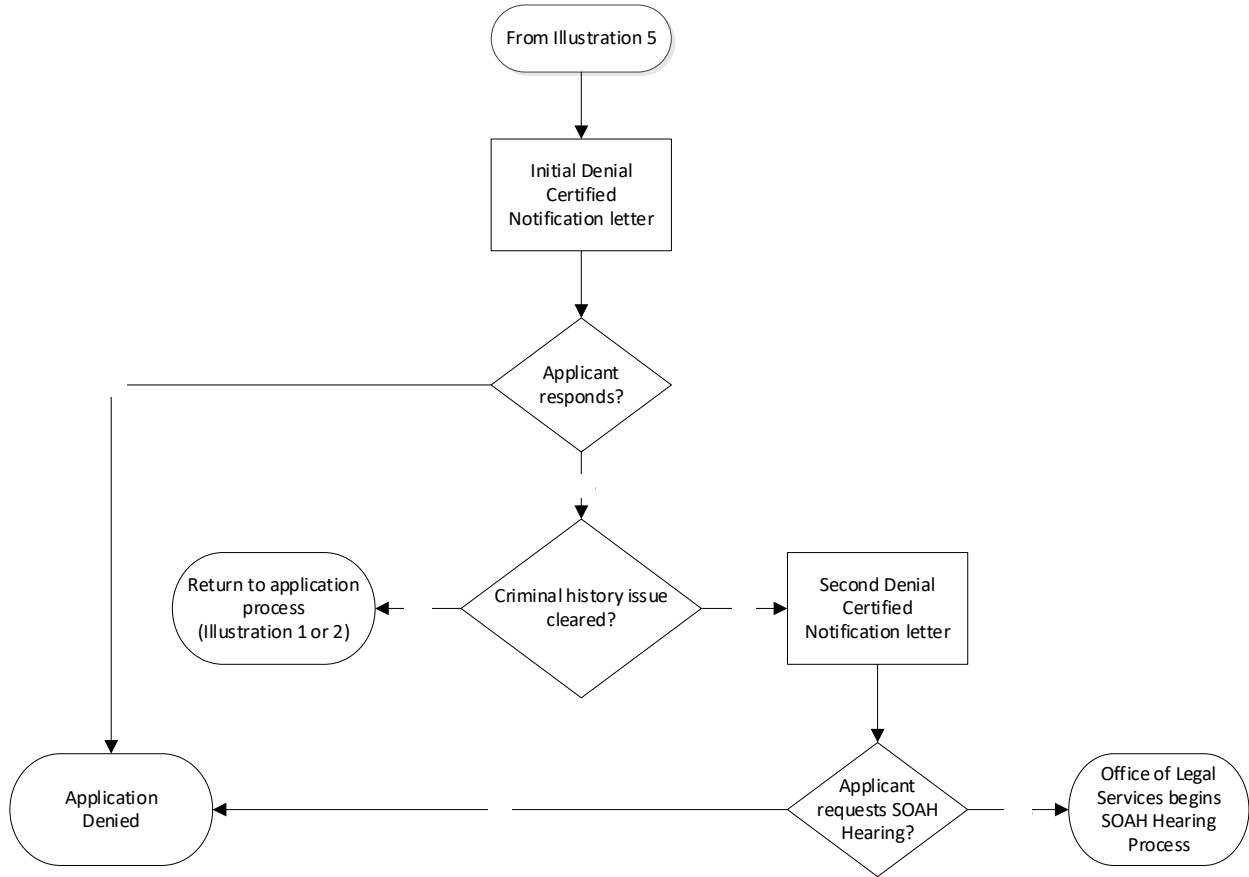 From Illustration 5
Initial Denial
Certified
Notification letter
Applicant
responds?
Criminal history issue
cleared?
Return to application
process
(Illustration 1 or 2)
Second Denial
Certified
Notification letter
Applicant
requests SOAH
Hearing?
Application
Denied
Office of Legal
Services begins
SOAH Hearing
Process